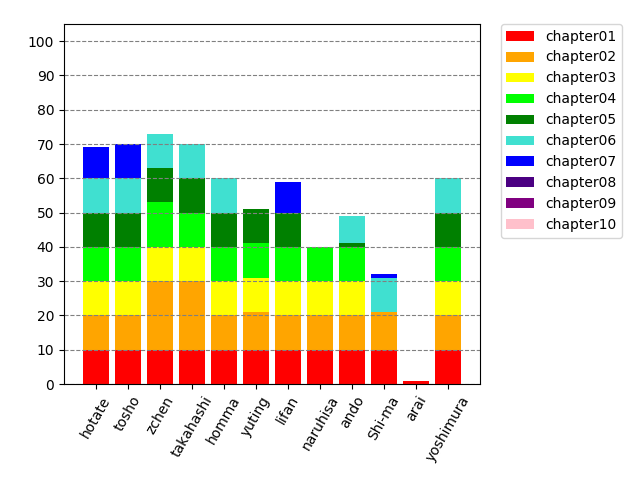 100
90
80
70
60
50
40
30
20
10
0
hotate
tosho
zchen
takahashi
homma
yuting
lifan
naruhisa
ando
Shi-ma
arai
yoshimura
chapter01
chapter02
chapter03
chapter04
chapter05
chapter06
chapter07
chapter08
chapter09
chapter10